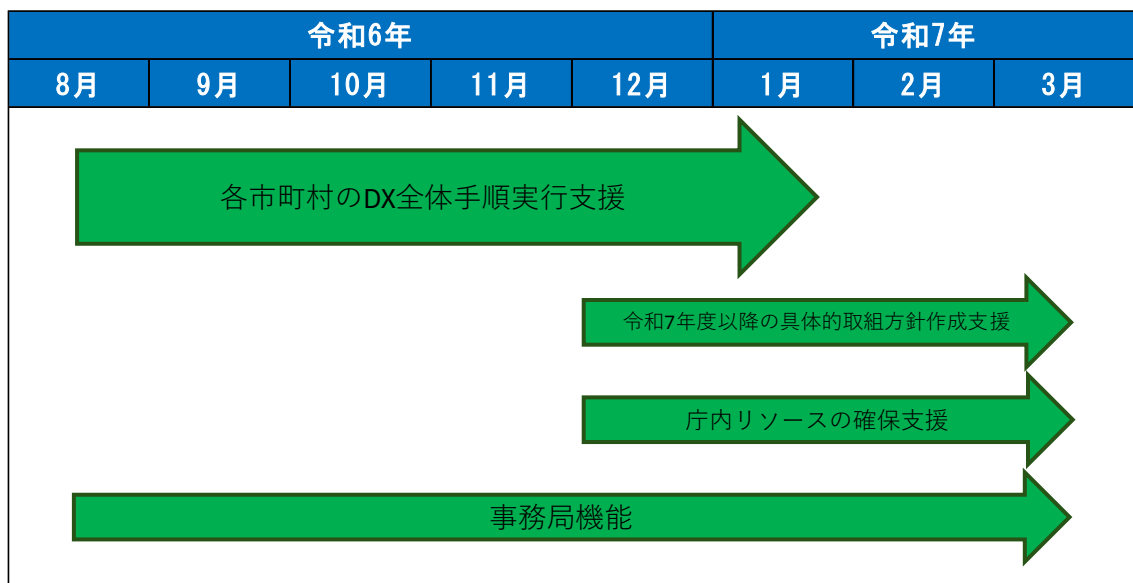 令和6年 令和7年
8月 9月 10月 11月 12月 1月 2月 3月
各市町村のDX全体手順実行支援
令和7年度以降の具体的取組方針作成支援
庁内リソースの確保支援
事務局機能